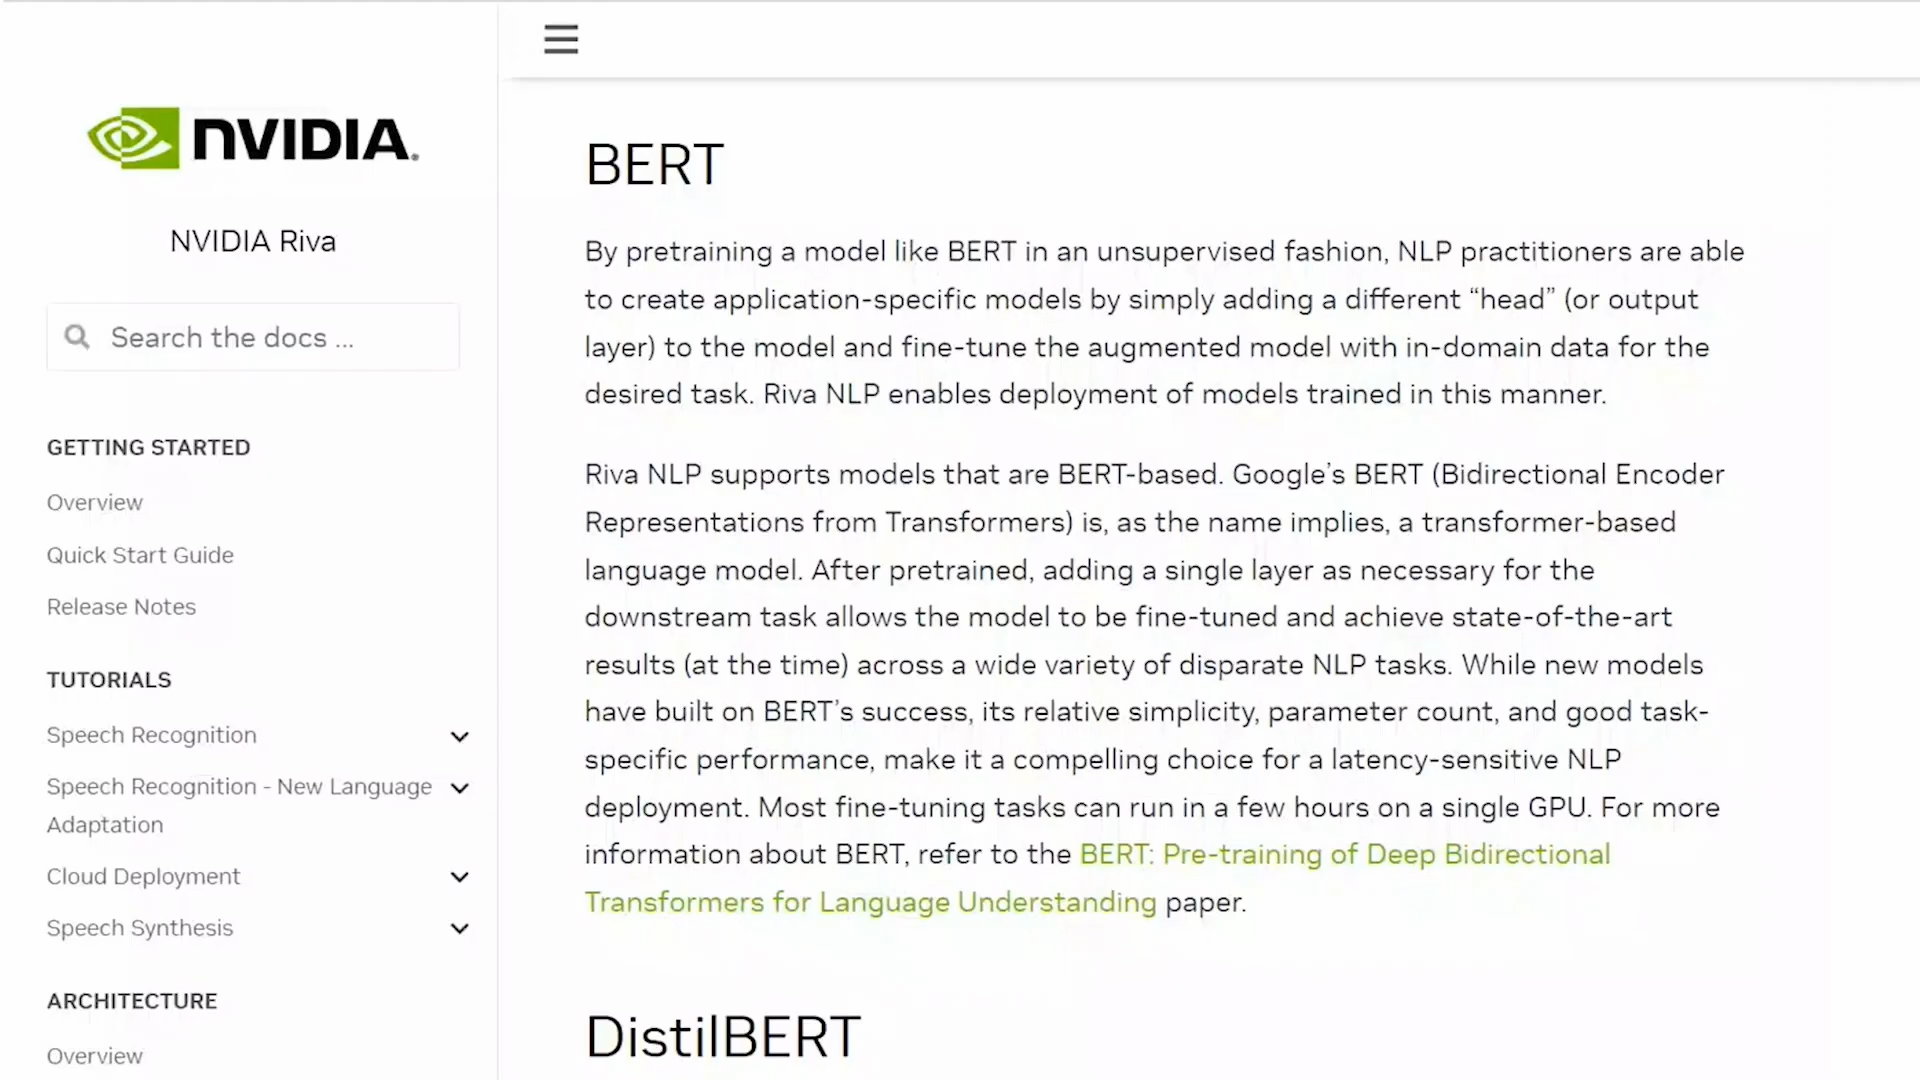 NVIDIA
NVIDIA Riva
Search the docs ...
GETTING STARTED
Overview
Quick Start Guide
Release Notes
TUTORIALS
Speech Recognition
Speech Recognition - New Language
Adaptation
Cloud Deployment
Speech Synthesis
ARCHITECTURE
Overview
BERT
By pretraining a model like BERT in an unsupervised fashion, NLP practitioners are able
to create application-specific models by simply adding a different “head” (or output
layer) to the model and fine-tune the augmented model with in-domain data for the
desired task. Riva NLP enables deployment of models trained in this manner.
Riva NLP supports models that are BERT-based. Google’s BERT (Bidirectional Encoder
Representations from Transformers) is, as the name implies, a transformer-based
language model. After pretrained, adding a single layer as necessary for the
downstream task allows the model to be fine-tuned and achieve state-of-the-art
results (at the time) across a wide variety of disparate NLP tasks. While new models
have built on BERT’s success, its relative simplicity, parameter count, and good task-
specific performance, make it a compelling choice for a latency-sensitive NLP
deployment. Most fine-tuning tasks can run in a few hours on a single GPU. For more
information about BERT, refer to the BERT: Pre-training of Deep Bidirectional
Transformers for Language Understanding paper.
DistilBERT